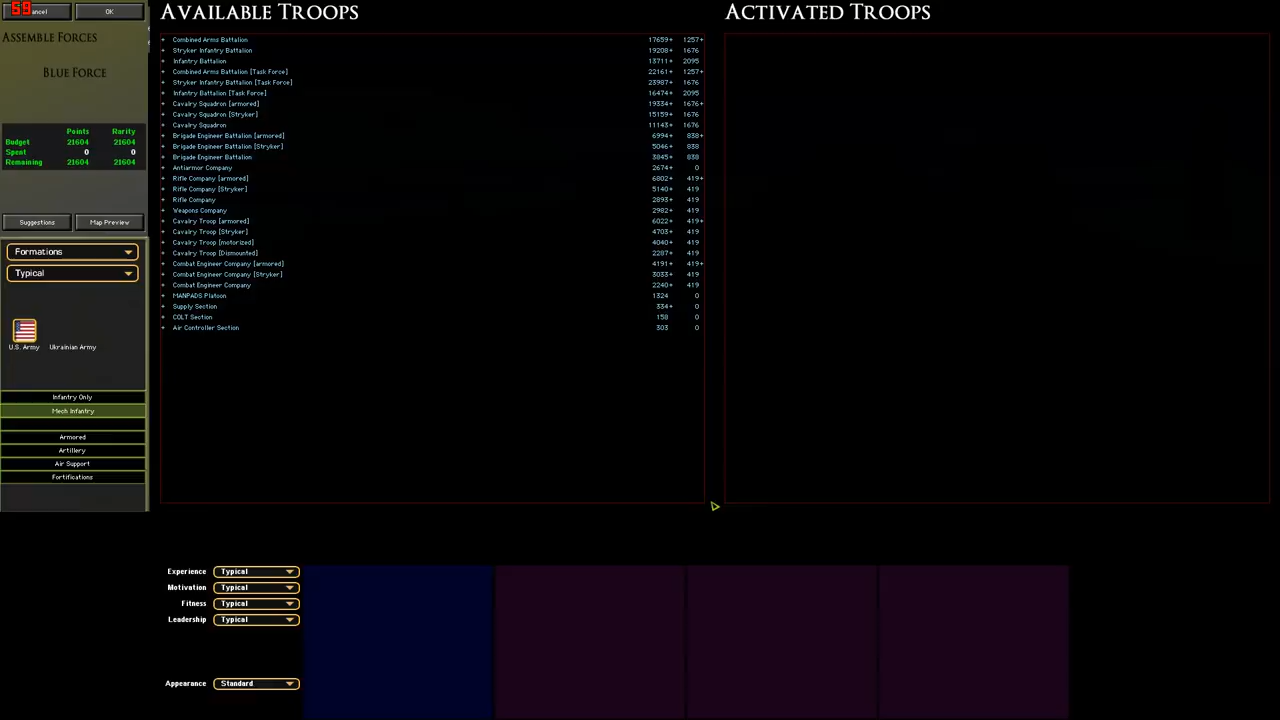 59
ancel
OK
ASSEMBLE FORCES
BLUE FORCE
Points Rarity
Budget 21604 21604
Spent 0 0
Remaining 21604 21604
Suggestions
Map Preview
Formations
Typical
U.S. Army
Ukrainian Army
Infantry Only
Mech Infantry
Armored
Artillery
Air Support
Fortifications
AVAILABLE TROOPS
+ Combined Arms Battalion 17659+ 1257+
+ Stryker Infantry Battalion 19208+ 1676
+ Infantry Battalion 13711+ 2095
+ Combined Arms Battalion [Task Force] 22161+ 1257+
+ Stryker Infantry Battalion [Task Force] 23987+ 1676
+ Infantry Battalion [Task Force] 16474+ 2095
+ Cavalry Squadron [armored] 19334+ 1676+
+ Cavalry Squadron [Stryker] 15159+ 1676
+ Cavalry Squadron 11143+ 1676
+ Brigade Engineer Battalion [armored] 6994+ 838+
+ Brigade Engineer Battalion [Stryker] 5046+ 838
+ Brigade Engineer Battalion 3845+ 838
+ Antiarmor Company 2674+ 0
+ Rifle Company [armored] 6802+ 419+
+ Rifle Company [Stryker] 5140+ 419
+ Rifle Company 2893+ 419
+ Weapons Company 2982+ 419
+ Cavalry Troop [armored] 6022+ 419+
+ Cavalry Troop [Stryker] 4703+ 419
+ Cavalry Troop [motorized] 4040+ 419
+ Cavalry Troop [Dismounted] 2287+ 419
+ Combat Engineer Company [armored] 4191+ 419+
+ Combat Engineer Company [Stryker] 3033+ 419
+ Combat Engineer Company 2240+ 419
+ MANPADS Platoon 1324 0
+ Supply Section 334+ 0
+ COLT Section 158 0
+ Air Controller Section 303 0
ACTIVATED TROOPS
Experience Typical
Motivation Typical
Fitness Typical
Leadership Typical
Appearance Standard